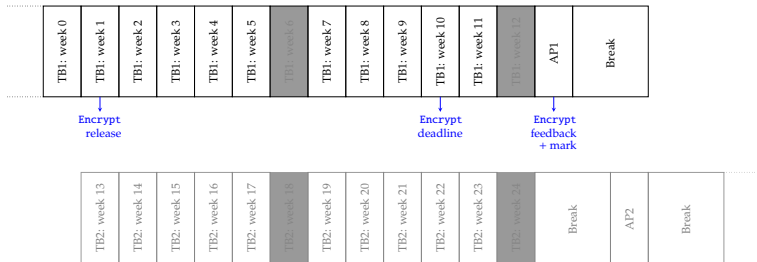 TB1: week 0
TB1: week 1
TB1: week 2
TB1: week 3
TB1: week 4
TB1: week 5
TB1: week 6
TB1: week 7
TB1: week 8
TB1: week 9
TB1: week 10
TB1: week 11
TB1: week 12
AP1
Break
Encrypt
release
Encrypt
deadline
Encrypt
feedback
+ mark
TB2: week 13
TB2: week 14
TB2: week 15
TB2: week 16
TB2: week 17
TB2: week 18
TB2: week 19
TB2: week 20
TB2: week 21
TB2: week 22
TB2: week 23
TB2: week 24
Break
AP2
Break